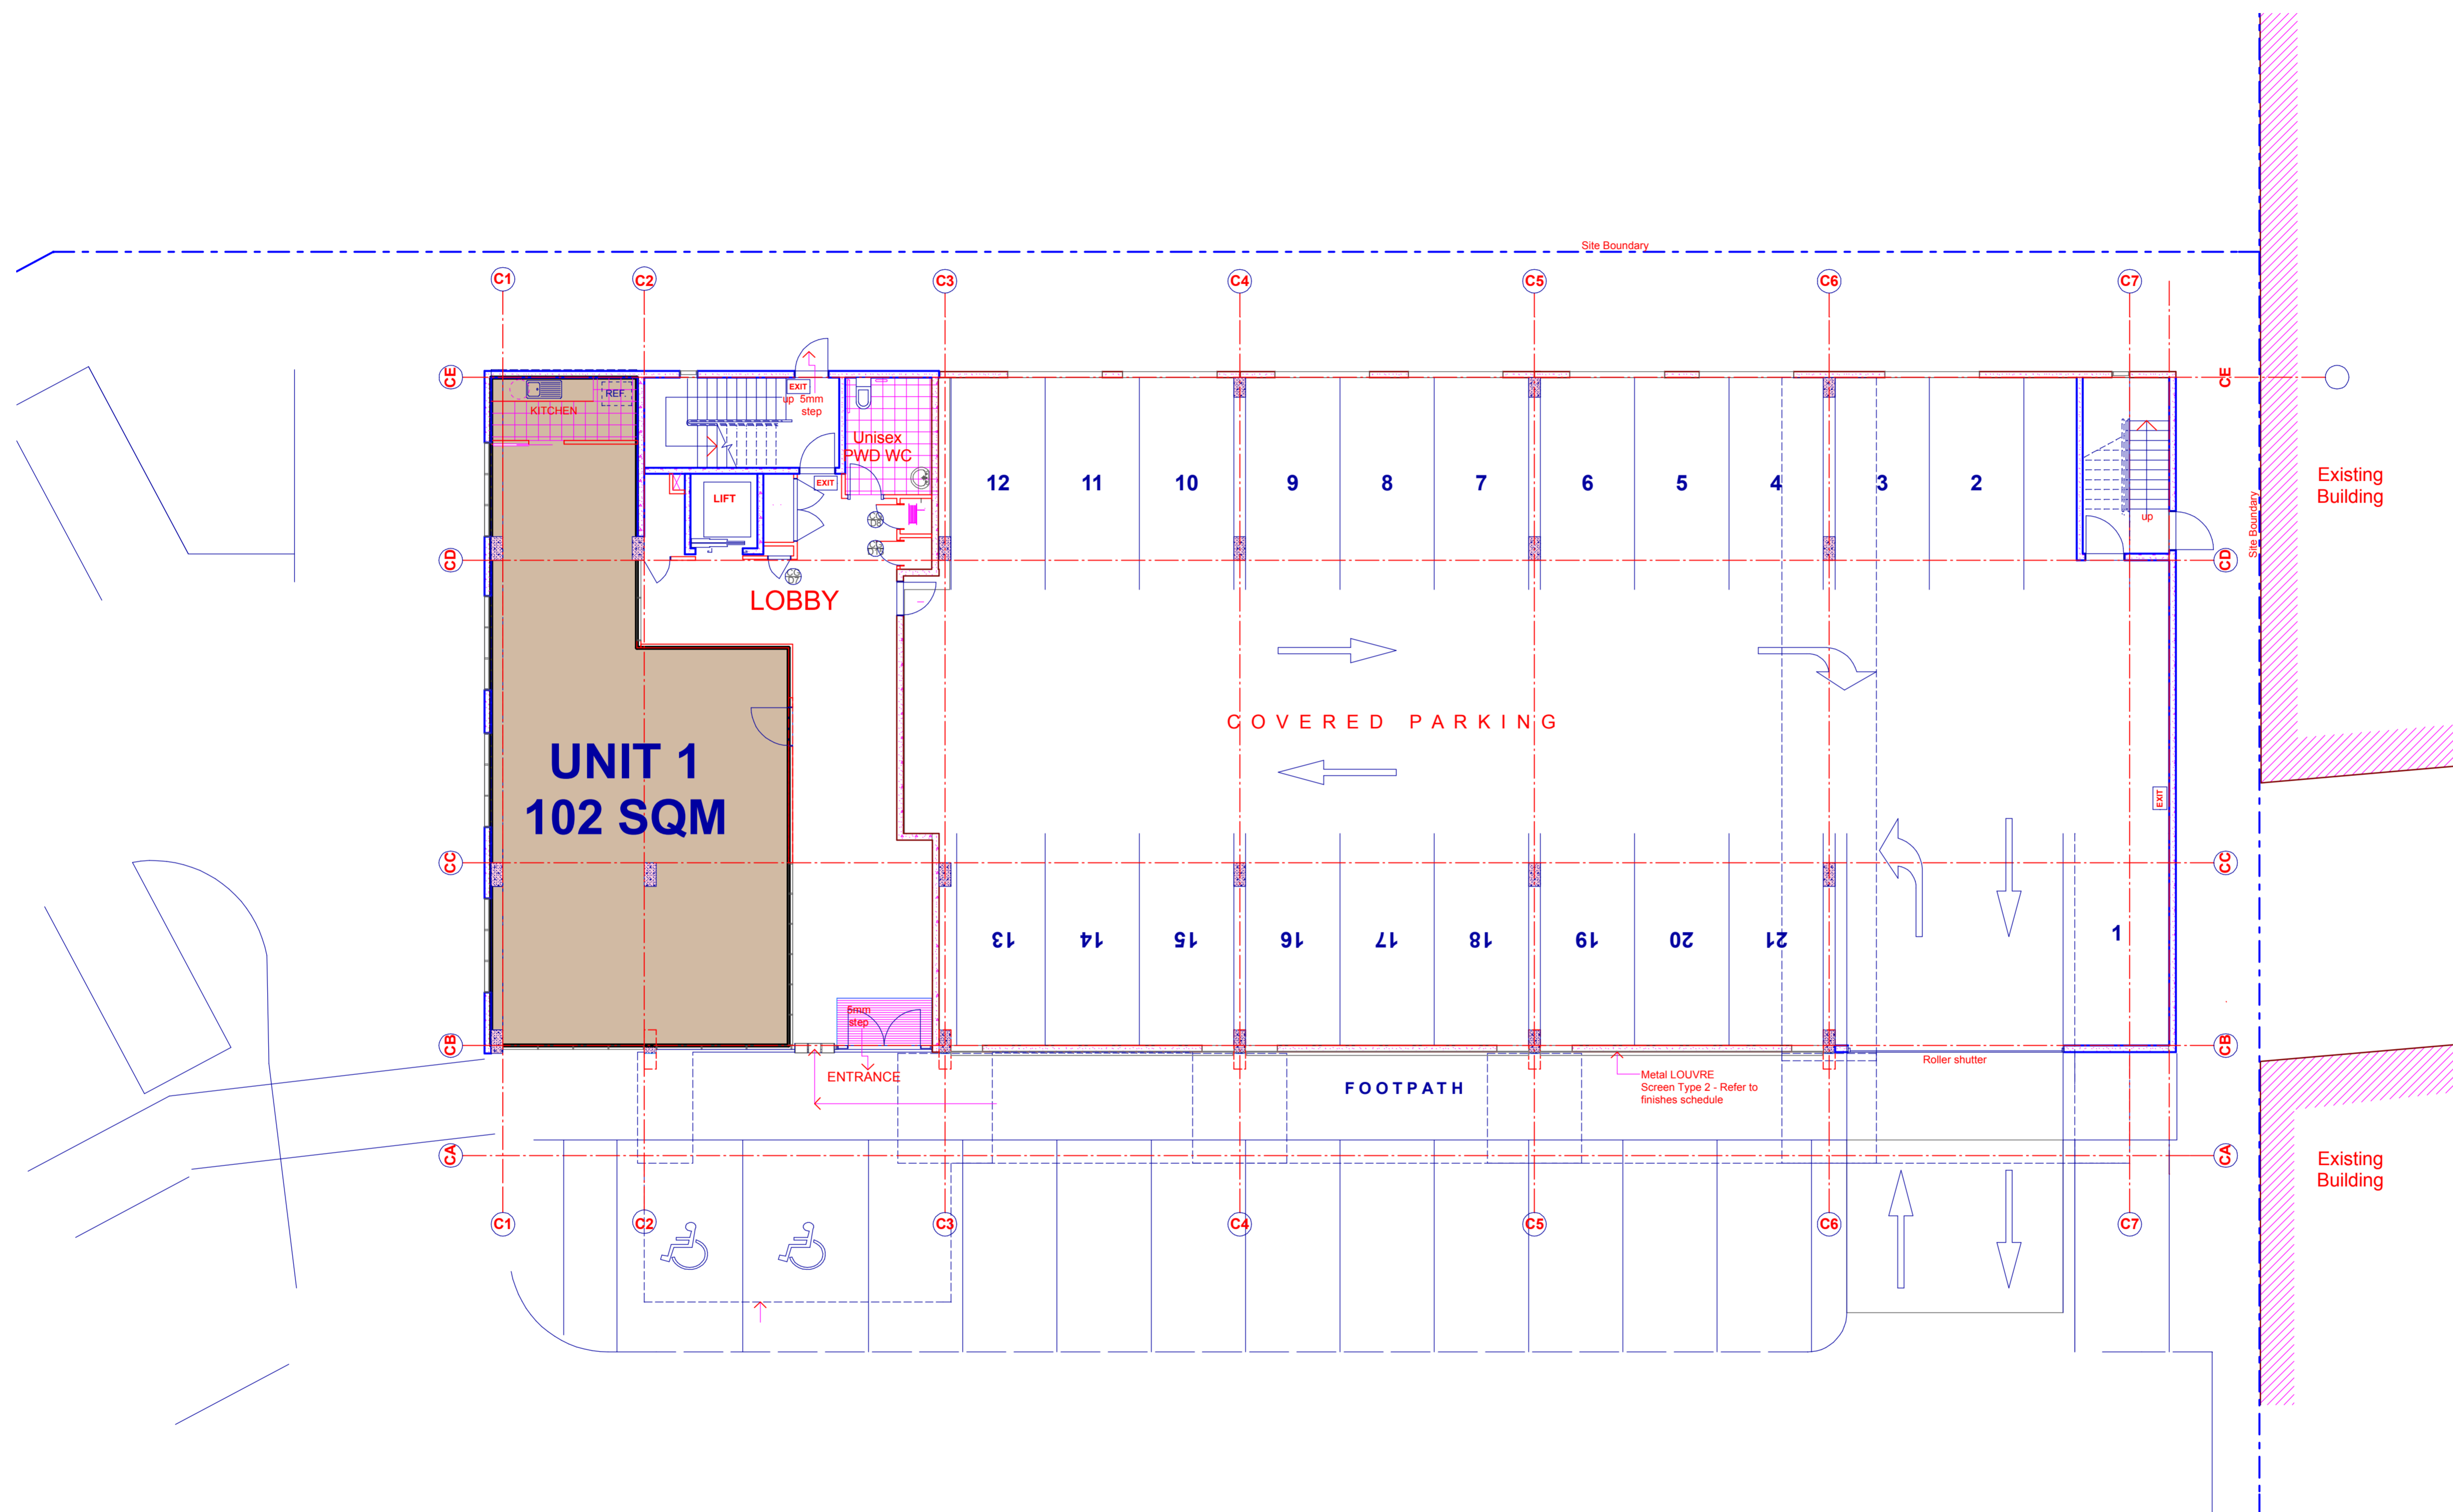 Site Boundary
C1
C2
C3
C4
C5
C6
C7
CE
CE
KITCHEN
REF.
EXIT
up 5mm
step
Unisex
PWD WC
LIFT
EXIT
12
11
10
9
8
7
6
5
4
3
2
up
Site Boundary
Existing
Building
CD
CD
LOBBY
COVERED PARKING
UNIT 1
102 SQM
EXIT
CC
CC
13
14
15
16
17
18
19
20
21
1
5mm
step
CB
CB
ENTRANCE
FOOTPATH
Metal LOUVRE
Screen Type 2 - Refer to
finishes schedule
Roller shutter
CA
CA
Existing
Building
C1
C2
C3
C4
C5
C6
C7